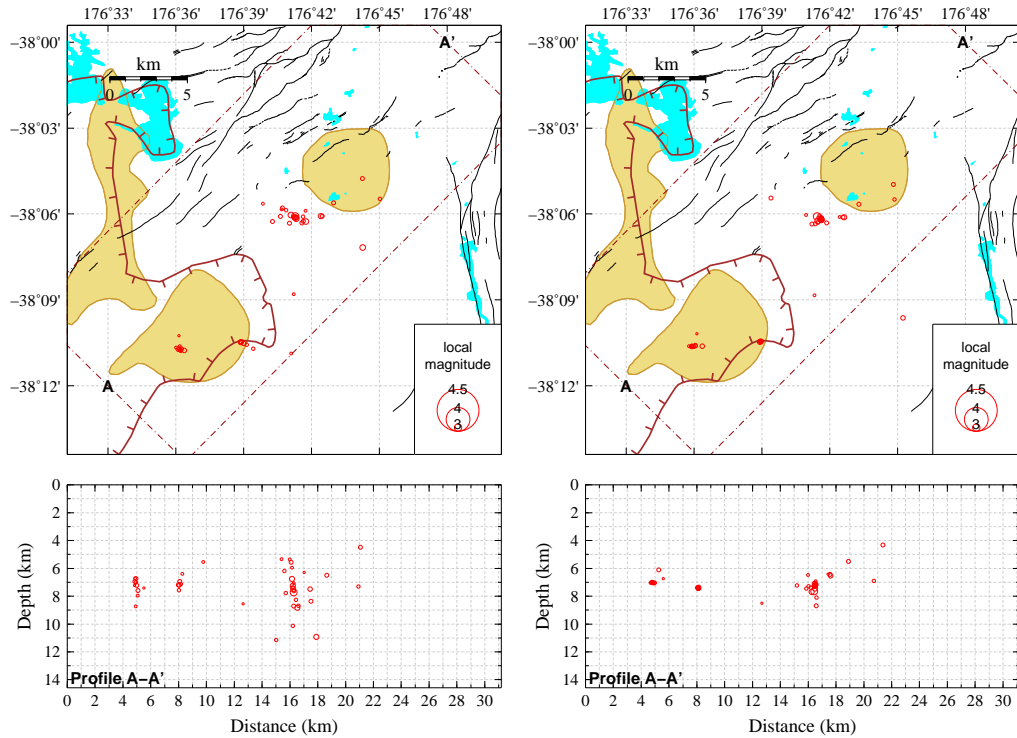 176°33' 176°36' 176°39' 176°42' 176°48'
−38°00'
−38°03'
−38°06'
−38°09'
−38°12'
A'
km
0 5
A
local
magnitude
4.5
4
3
0
2
4
6
8
10
12
14
Depth (km)
Profile A−A'
0 2 4 6 8 10 12 14 16 18 20 22 24 26 28 30
Distance (km)
176°33' 176°36' 176°39' 176°42' 176°48'
−38°00'
−38°03'
−38°06'
−38°09'
−38°12'
A'
km
0 5
A
local
magnitude
4.5
4
3
0
2
4
6
8
10
12
14
Depth (km)
Profile A−A'
0 2 4 6 8 10 12 14 16 18 20 22 24 26 28 30
Distance (km)